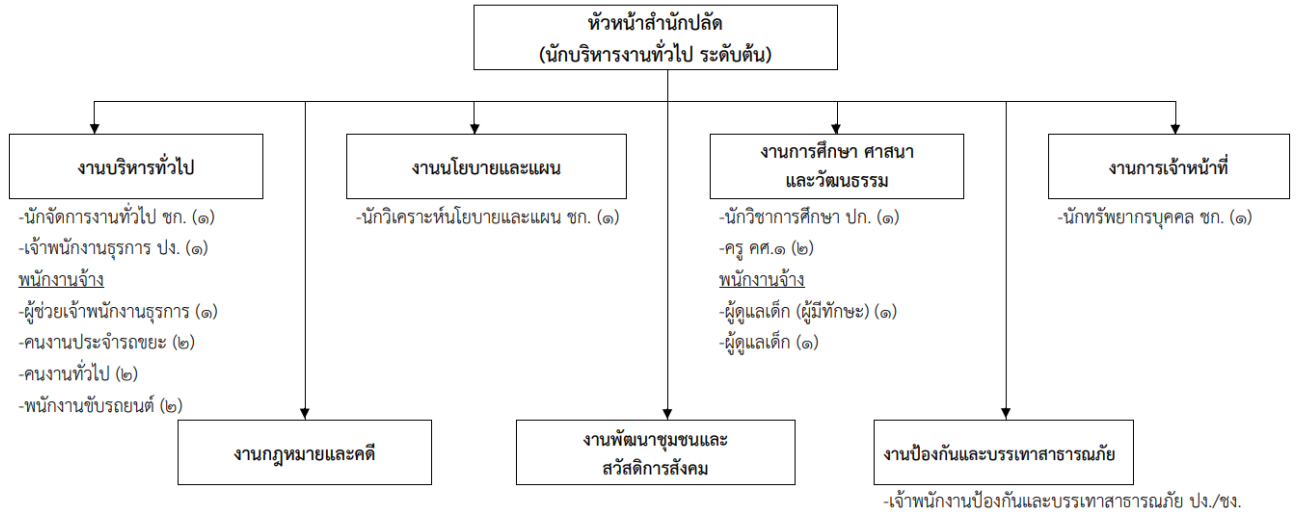 หัวหน้าสำนักปลัด
(นักบริหารงานทั่วไป ระดับต้น)
งานบริหารทั่วไป
-นักจัดการงานทั่วไป ชก. (๑)
-เจ้าพนักงานธุรการ ปง. (๑)
พนักงานจ้าง
-ผู้ช่วยเจ้าพนักงานธุรการ (๑)
-คนงานประจำรถขยะ (๒)
-คนงานทั่วไป (๒)
-พนักงานขับรถยนต์ (๒)
งานนโยบายและแผน
-นักวิเคราะห์นโยบายและแผน ชก. (๑)
งานการศึกษา ศาสนา
และวัฒนธรรม
-นักวิชาการศึกษา ปก. (๑)
-ครู คศ.๑ (๒)
พนักงานจ้าง
-ผู้ดูแลเด็ก (ผู้มีทักษะ) (๑)
-ผู้ดูแลเด็ก (๑)
งานการเจ้าหน้าที่
-นักทรัพยากรบุคคล ชก. (๑)
งานกฎหมายและคดี
งานพัฒนาชุมชนและ
สวัสดิการสังคม
งานป้องกันและบรรเทาสาธารณภัย
-เจ้าพนักงานป้องกันและบรรเทาสาธารณภัย ปง./ชง.